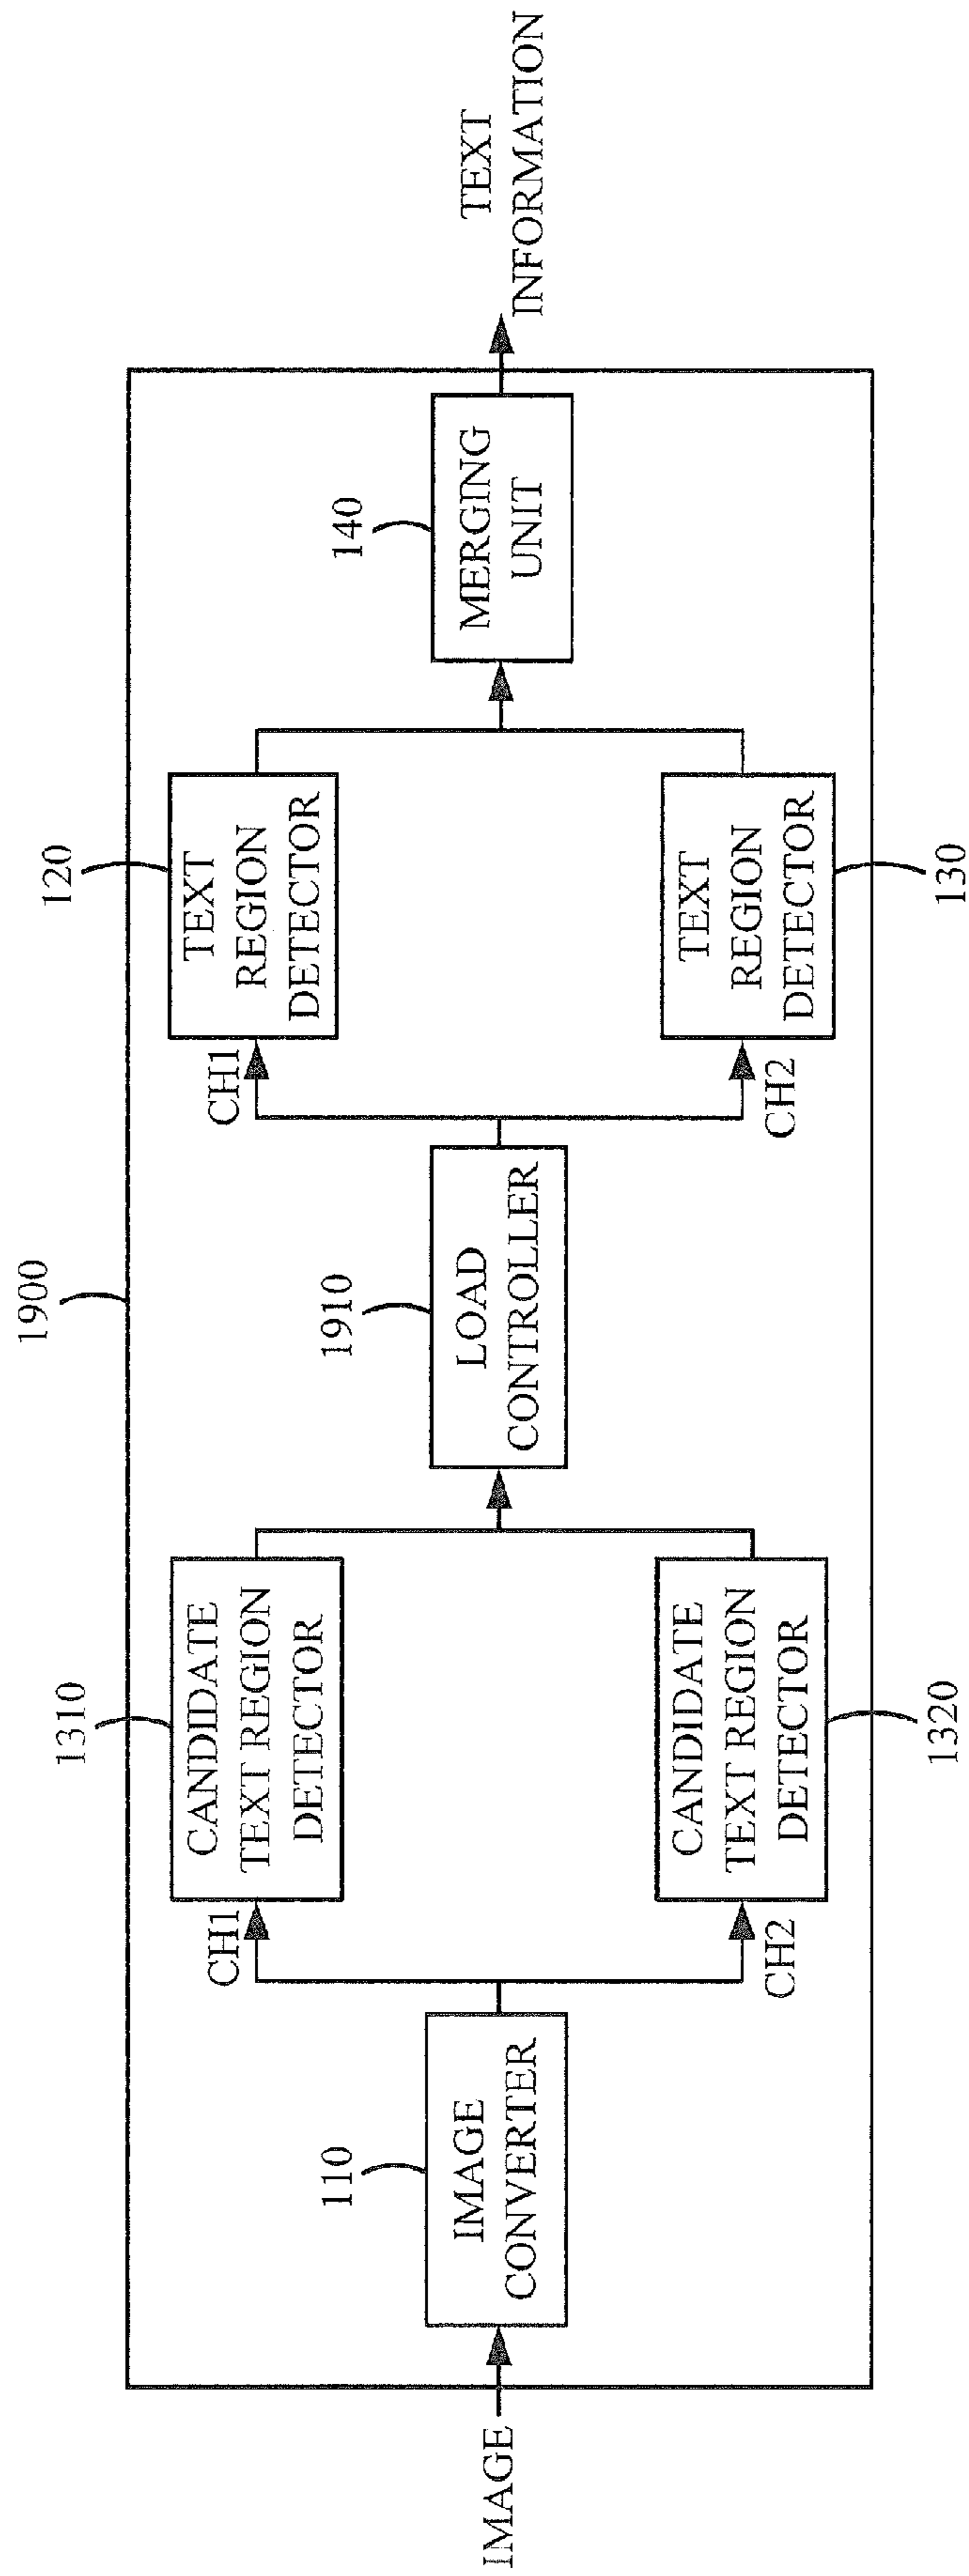 1900
IMAGE
110
IMAGE
CONVERTER
CH1
CH2
1310
CANDIDATE
TEXT REGION
DETECTOR
CANDIDATE
TEXT REGION
DETECTOR
1320
1910
LOAD
CONTROLLER
CH1
CH2
120
TEXT
REGION
DETECTOR
TEXT
REGION
DETECTOR
130
140
MERGING
UNIT
TEXT
INFORMATION